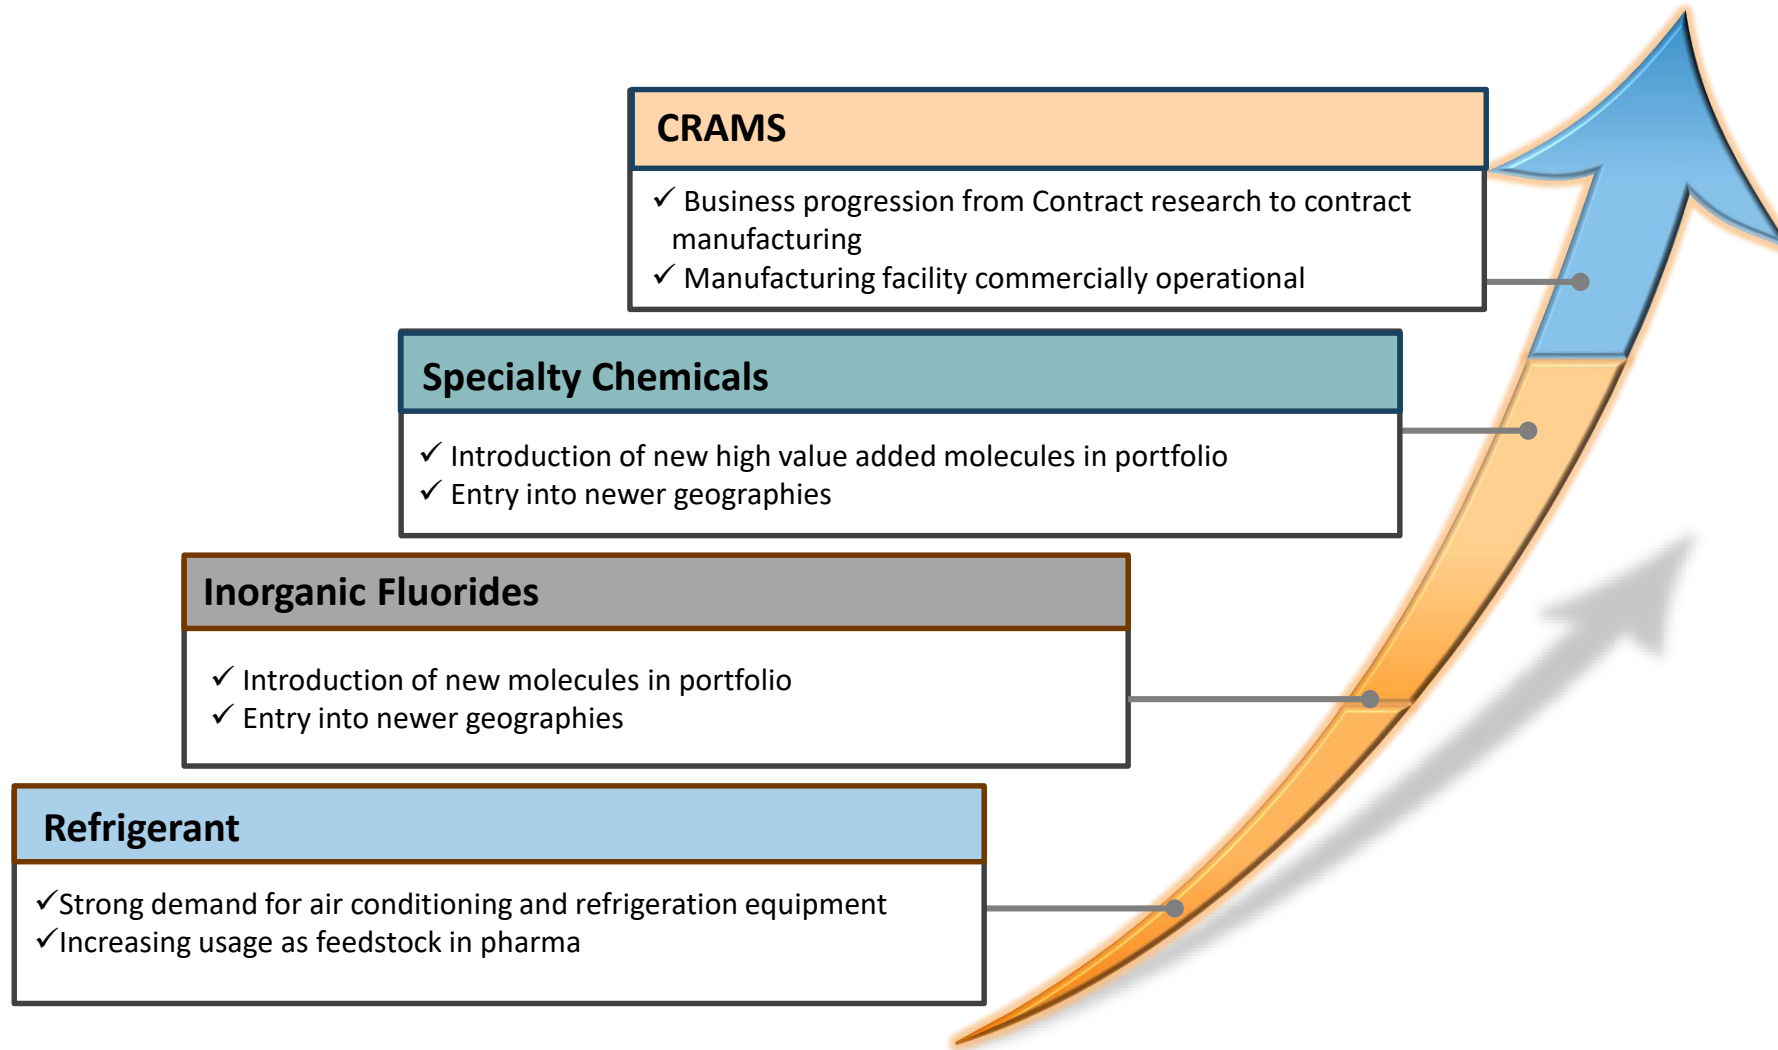 CRAMS
✓ Business progression from Contract research to contract
manufacturing
✓ Manufacturing facility commercially operational
Specialty Chemicals
✓ Introduction of new high value added molecules in portfolio
✓ Entry into newer geographies
Inorganic Fluorides
✓ Introduction of new molecules in portfolio
✓ Entry into newer geographies
Refrigerant
✓Strong demand for air conditioning and refrigeration equipment
✓Increasing usage as feedstock in pharma